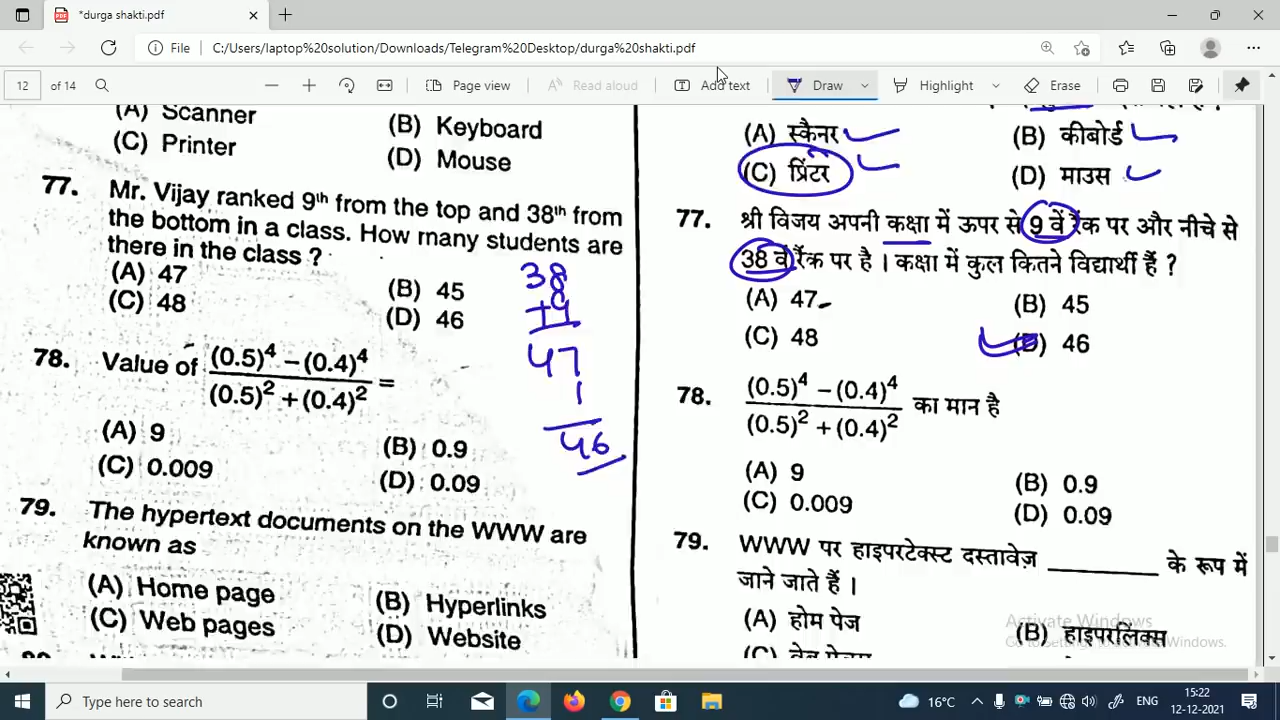 *durga shakti.pdf
File
C:/Users/laptop%20solution/Downloads/Telegram%20Desktop/durga%20shakti.pdf
12 of 14
Page view
Read aloud
Add text
Draw
Highlight
Erase
(A) Scanner
(B) Keyboard
(C) Printer
(D) Mouse
77. Mr. Vijay ranked 9th from the top and 38th from
the bottom in a class. How many students are
there in the class ?
(A) 47
(B) 45
(C) 48
(D) 46
38
+9
47
1
46
78. Value of (0.5)⁴ – (0.4)⁴ / (0.5)² + (0.4)² =
(A) 9
(B) 0.9
(C) 0.009
(D) 0.09
79. The hypertext documents on the WWW are
known as
(A) Home page
(B) Hyperlinks
(C) Web pages
(D) Website
(A) स्कैनर
(B) कीबोर्ड
(C) प्रिंटर
(D) माउस
77. श्री विजय अपनी कक्षा में ऊपर से 9 वें रैंक पर और नीचे से
38 वें रैंक पर है । कक्षा में कुल कितने विद्यार्थी हैं ?
(A) 47
(B) 45
(C) 48
(D) 46
78. (0.5)⁴ – (0.4)⁴ / (0.5)² + (0.4)² का मान है
(A) 9
(B) 0.9
(C) 0.009
(D) 0.09
79. WWW पर हाइपरटेक्स्ट दस्तावेज़ __________ के रूप में
जाने जाते हैं ।
(A) होम पेज
(B) हाइपरलिंक्स
Activate Windows
Go to Settings to activate Windows.
Type here to search
16°C
ENG
15:22
12-12-2021